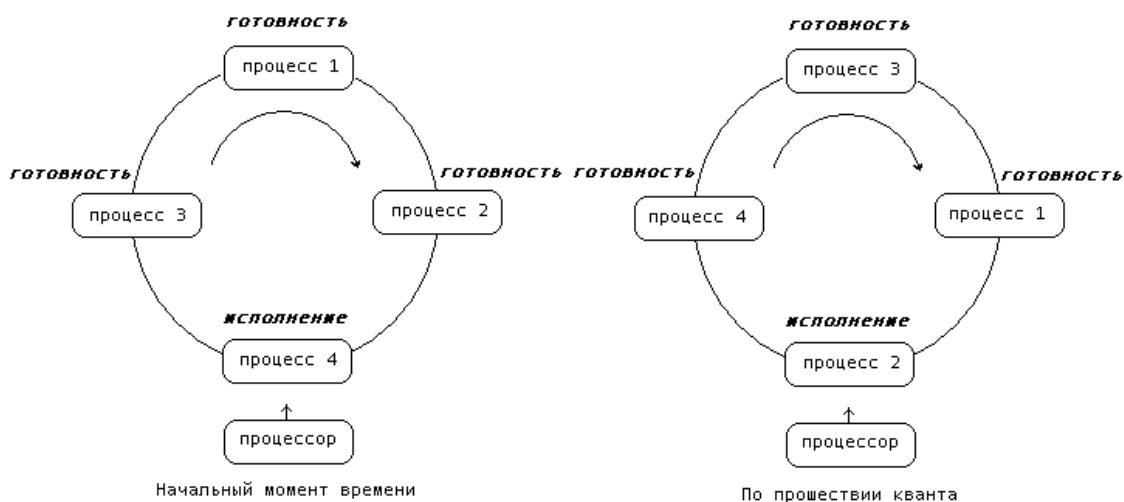 готовность
процесс 1
готовность
процесс 3
готовность
процесс 2
исполнение
процесс 4
процессор
Начальный момент времени
готовность
процесс 3
готовность
процесс 4
готовность
процесс 1
исполнение
процесс 2
процессор
По прошествии кванта